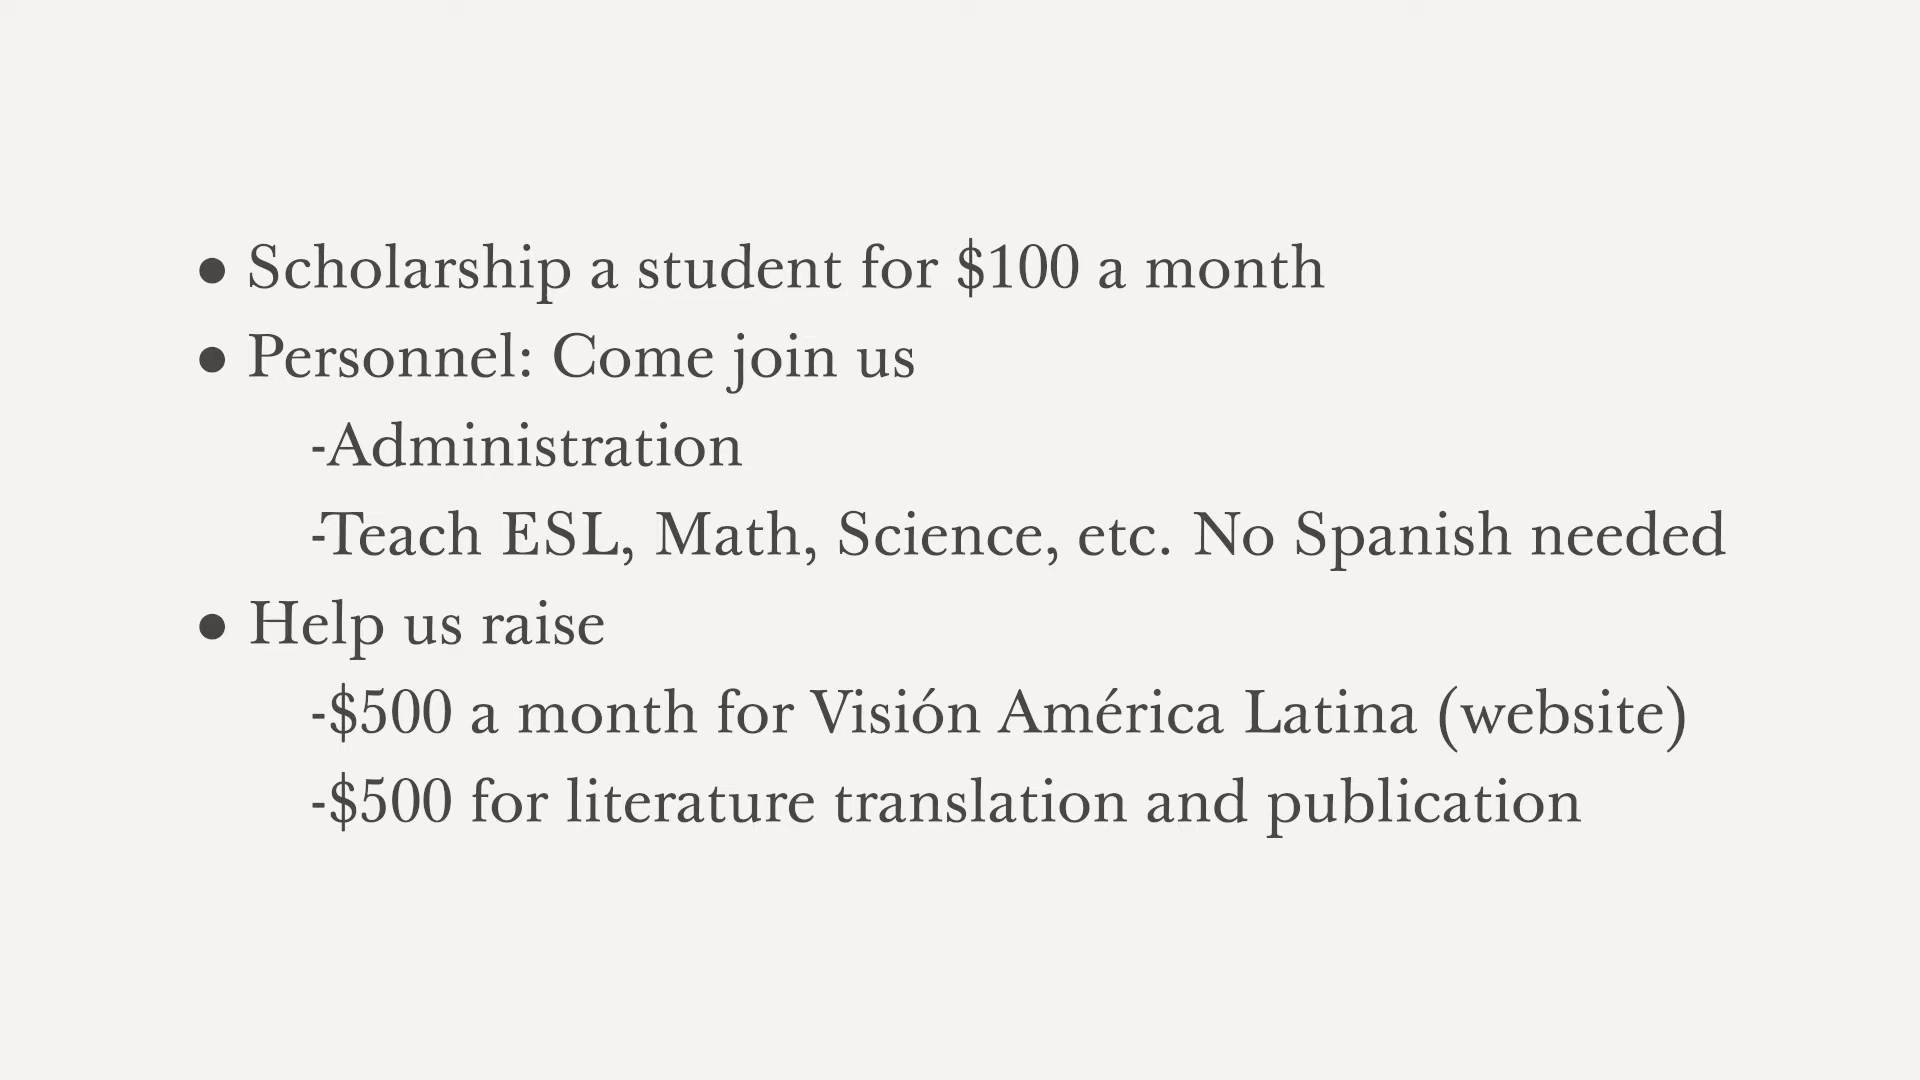 ● Scholarship a student for $100 a month
● Personnel: Come join us
-Administration
-Teach ESL, Math, Science, etc. No Spanish needed
● Help us raise
-$500 a month for Visión América Latina (website)
-$500 for literature translation and publication